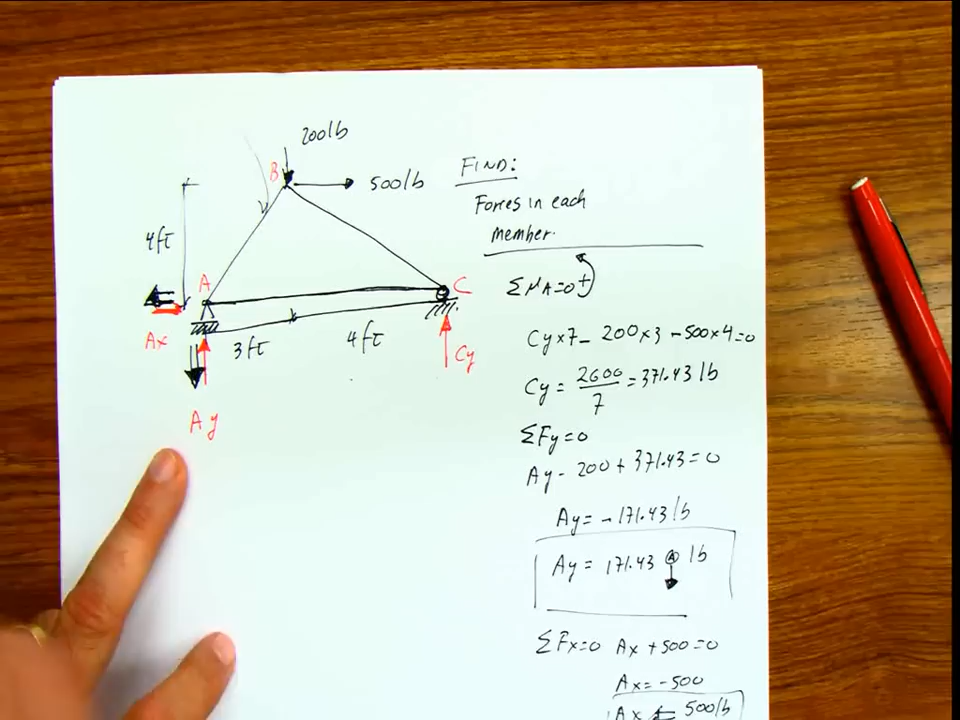 200lb
B
500lb
4ft
A
C
Ax
3ft
4ft
Cy
Ay
FIND:
Forces in each
member.
ΣMA=0+
Cy×7-200×3-500×4=0
Cy=2600/7=371.43 lb
ΣFy=0
Ay-200+371.43=0
Ay=-171.43 lb
Ay=171.43 A lb
ΣFx=0 Ax+500=0
Ax=-500
Ax ← 500lb